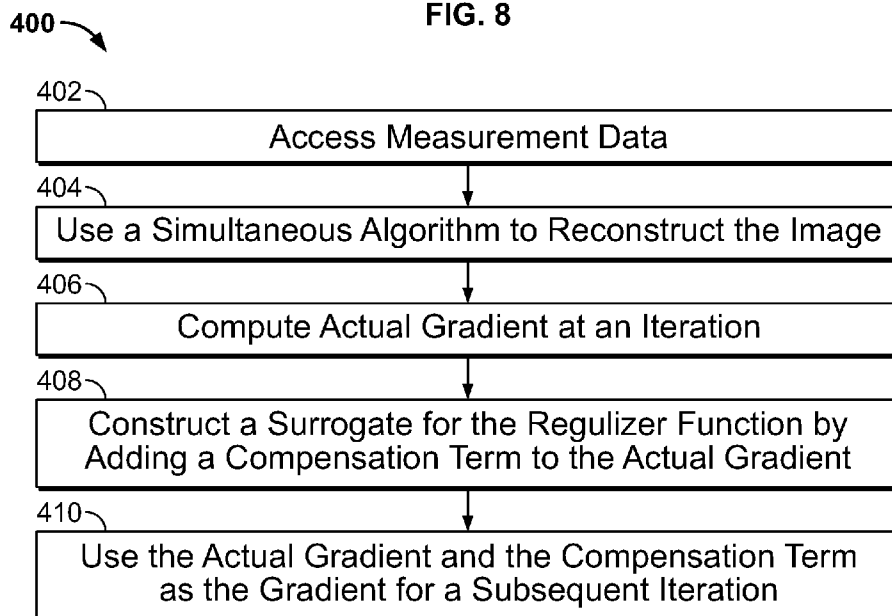 FIG. 8
400
402
Access Measurement Data
404
Use a Simultaneous Algorithm to Reconstruct the Image
406
Compute Actual Gradient at an Iteration
408
Construct a Surrogate for the Regulizer Function by
Adding a Compensation Term to the Actual Gradient
410
Use the Actual Gradient and the Compensation Term
as the Gradient for a Subsequent Iteration